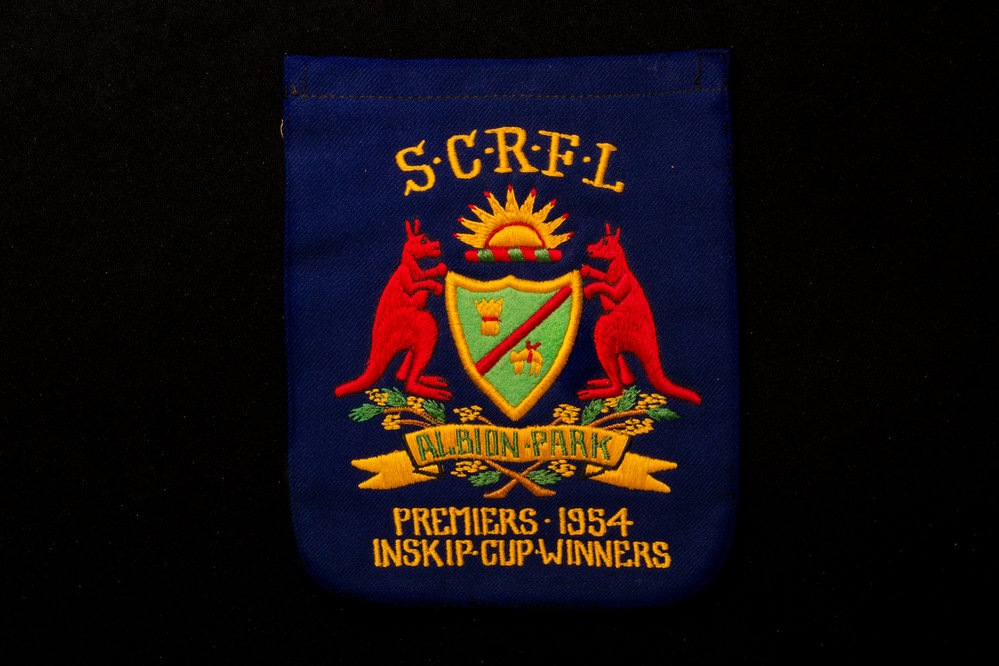 S·C·R·F·L
ALBION·PARK
PREMIERS·1954
INSKIP·CUP·WINNERS